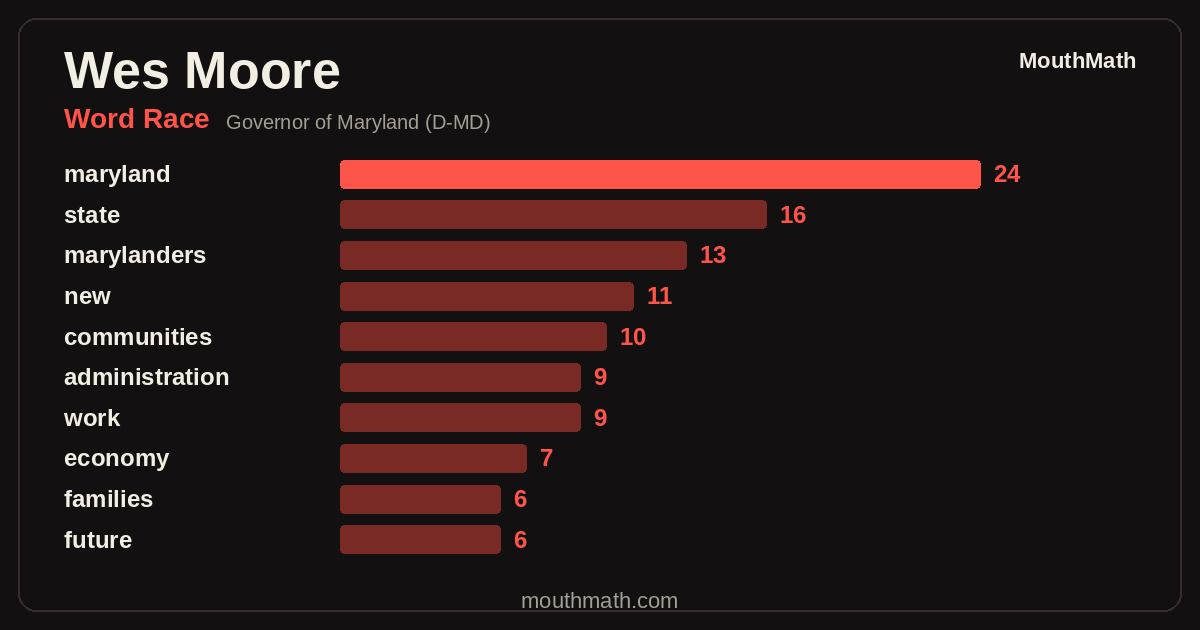 Wes Moore
MouthMath
Word Race Governor of Maryland (D-MD)
maryland 24
state 16
marylanders 13
new 11
communities 10
administration 9
work 9
economy 7
families 6
future 6
mouthmath.com